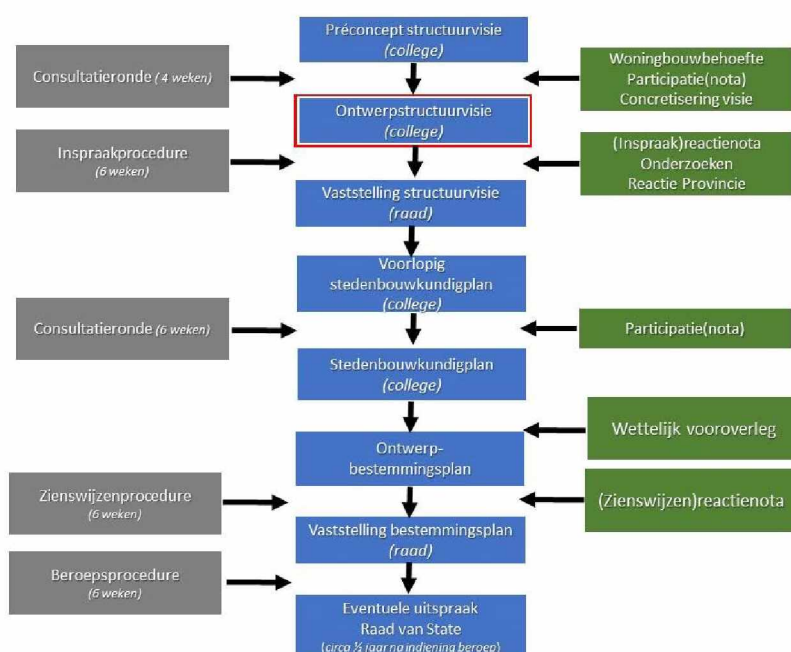 Préconcept structuurvisie
(college)
Consultatieronde (4 weken)
Woningbouwbehoefte
Participatie(nota)
Concretisering visie
Ontwerpstructuurvisie
(college)
Inspraakprocedure
(6 weken)
(Inspraak)reactienota
Onderzoeken
Reactie Provincie
Vaststelling structuurvisie
(raad)
Voorlopig
stedenbouwkundigplan
(college)
Consultatieronde (6 weken)
Participatie(nota)
Stedenbouwkundigplan
(college)
Wettelijk vooroverleg
Ontwerp-
bestemmingsplan
Zienswijzenprocedure
(6 weken)
(Zienswijzen)reactienota
Vaststelling bestemmingsplan
(raad)
Beroepsprocedure
(6 weken)
Eventuele uitspraak
Raad van State
(circa ½ jaar na indiening beroep)